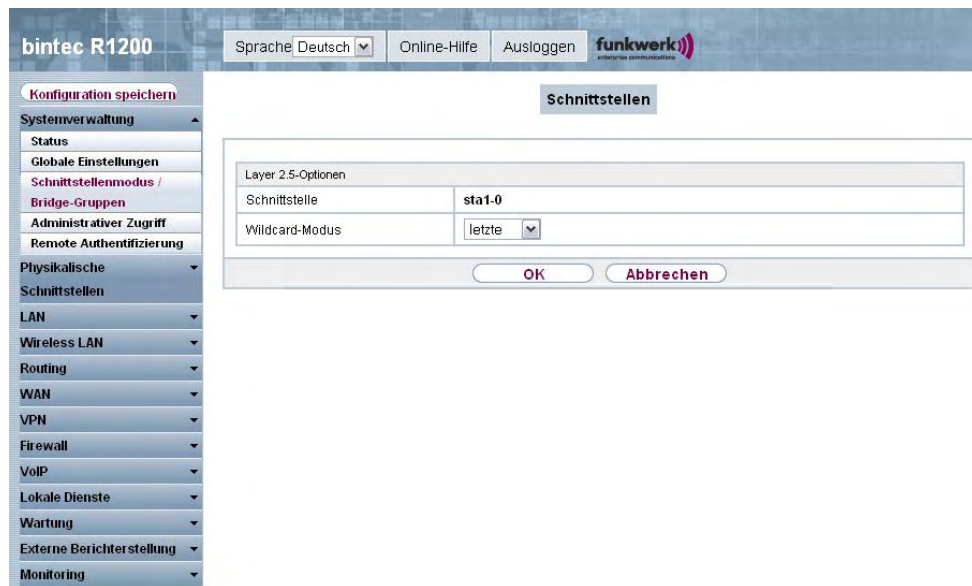 bintec R1200
Sprache Deutsch
Online-Hilfe
Ausloggen
funkwerk
enterprise communications
Konfiguration speichern
Systemverwaltung
Status
Globale Einstellungen
Schnittstellenmodus /
Bridge-Gruppen
Administrativer Zugriff
Remote Authentifizierung
Physikalische
Schnittstellen
LAN
Wireless LAN
Routing
WAN
VPN
Firewall
VoIP
Lokale Dienste
Wartung
Externe Berichterstellung
Monitoring
Schnittstellen
Layer 2.5-Optionen
Schnittstelle sta1-0
Wildcard-Modus letzte
OK Abbrechen